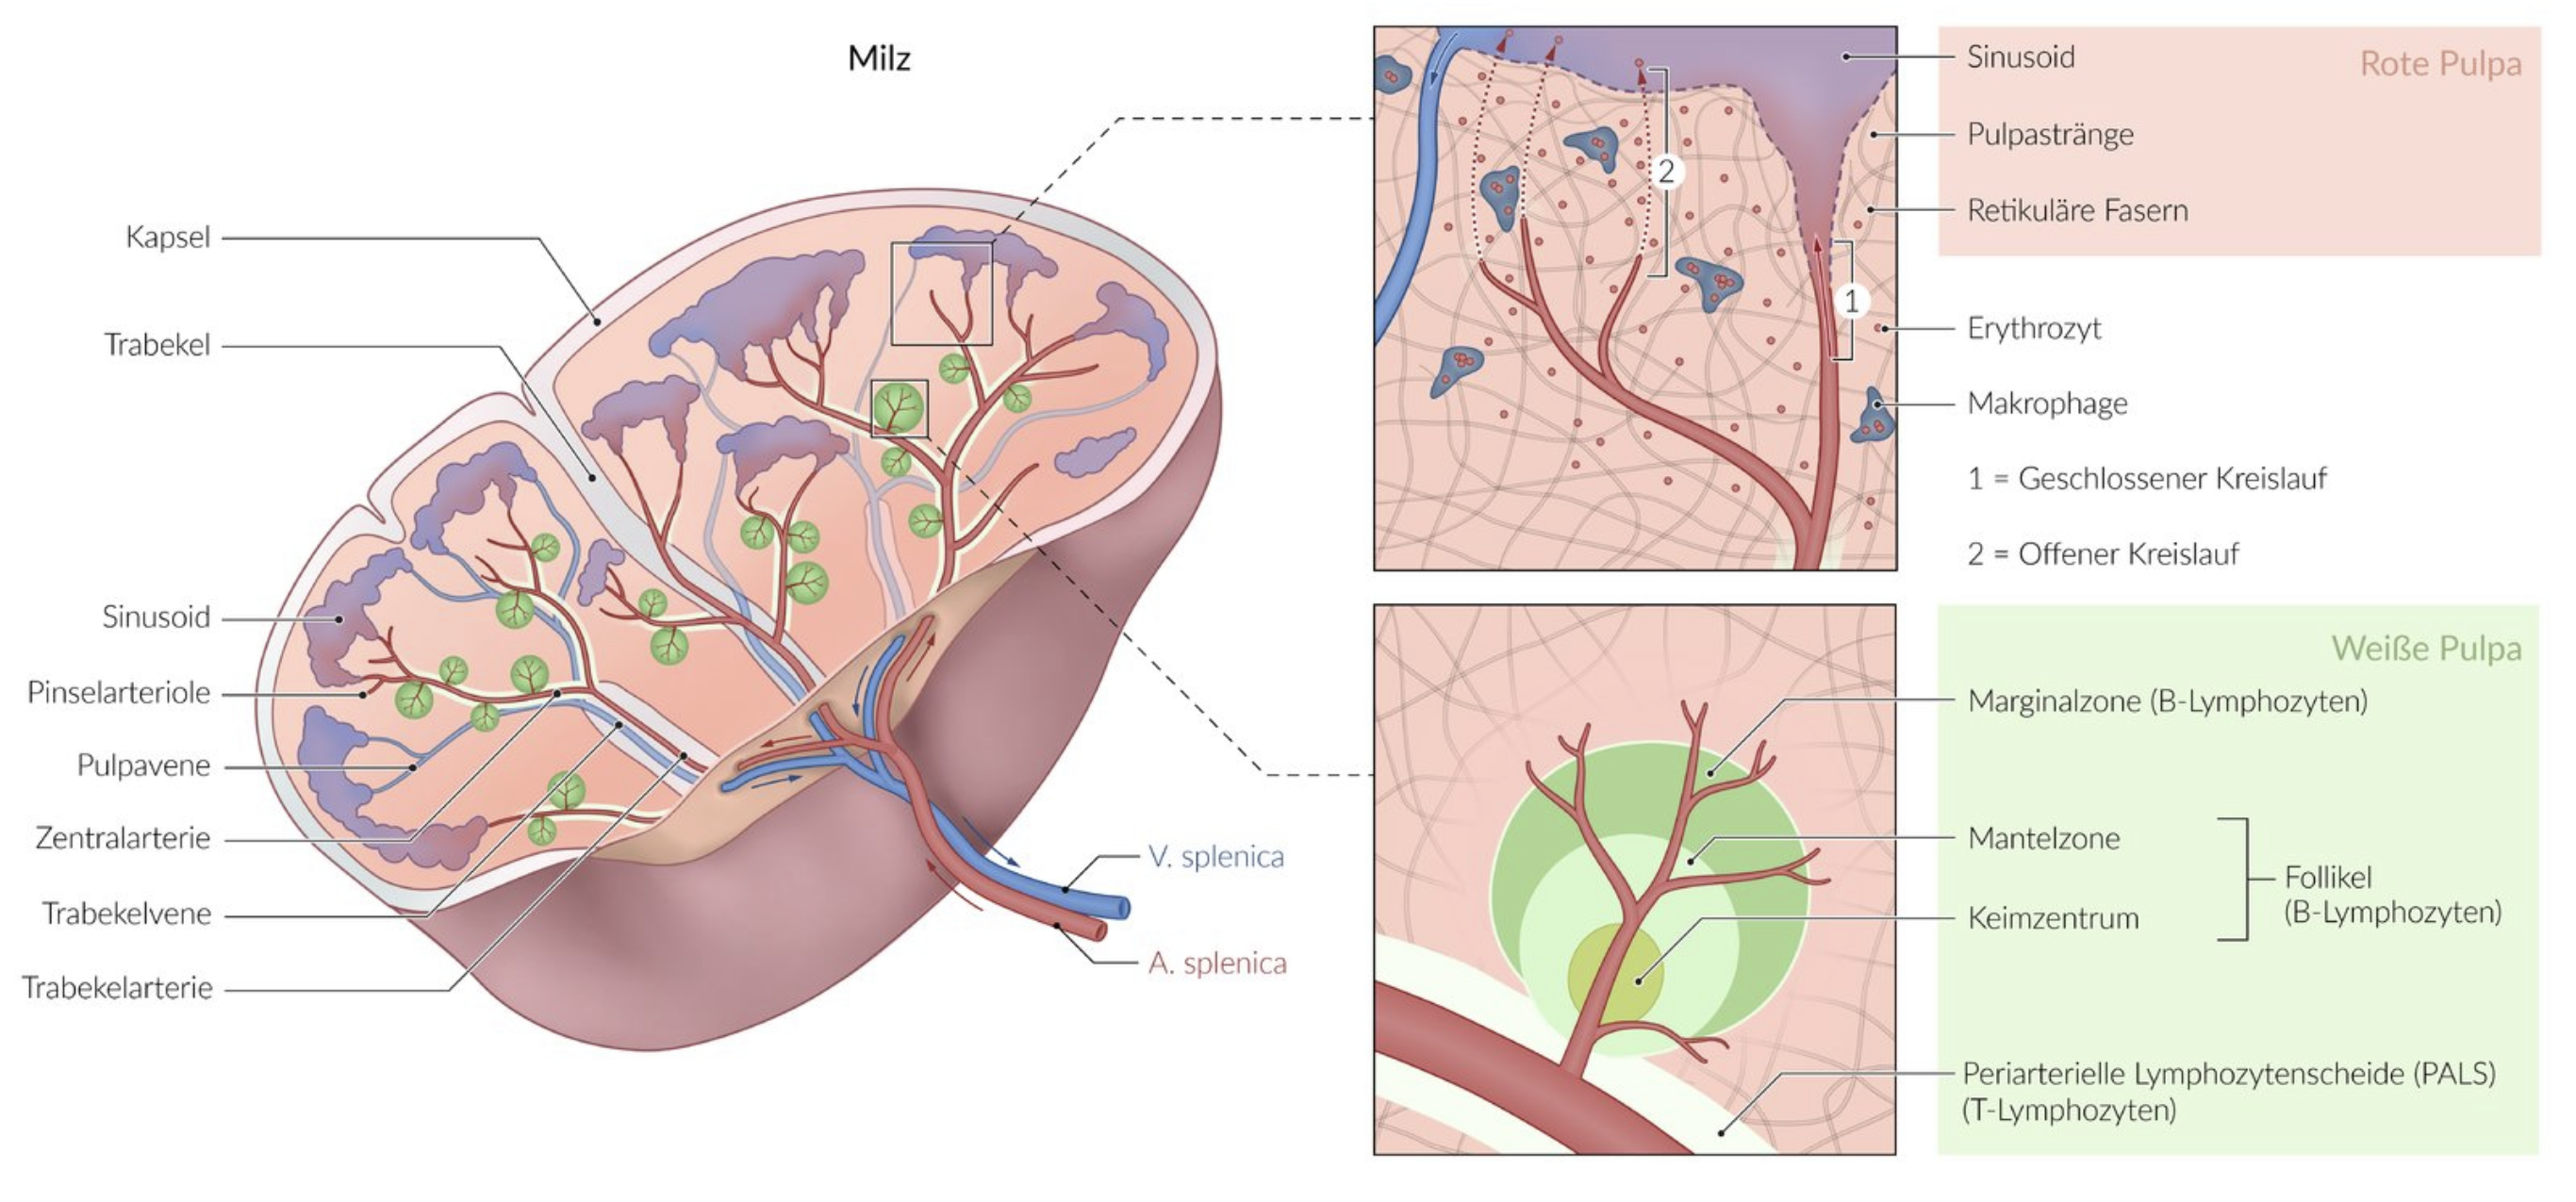 Milz
Kapsel
Trabekel
Sinusoid
Pinselarteriole
Pulpavene
Zentralarterie
Trabekelvene
Trabekelarterie
V. splenica
A. splenica
2
1
Rote Pulpa
Sinusoid
Pulpastränge
Retikuläre Fasern
Erythrozyt
Makrophage
1 = Geschlossener Kreislauf
2 = Offener Kreislauf
Weiße Pulpa
Marginalzone (B-Lymphozyten)
Mantelzone
Keimzentrum
Follikel
(B-Lymphozyten)
Periarterielle Lymphozytenscheide (PALS)
(T-Lymphozyten)